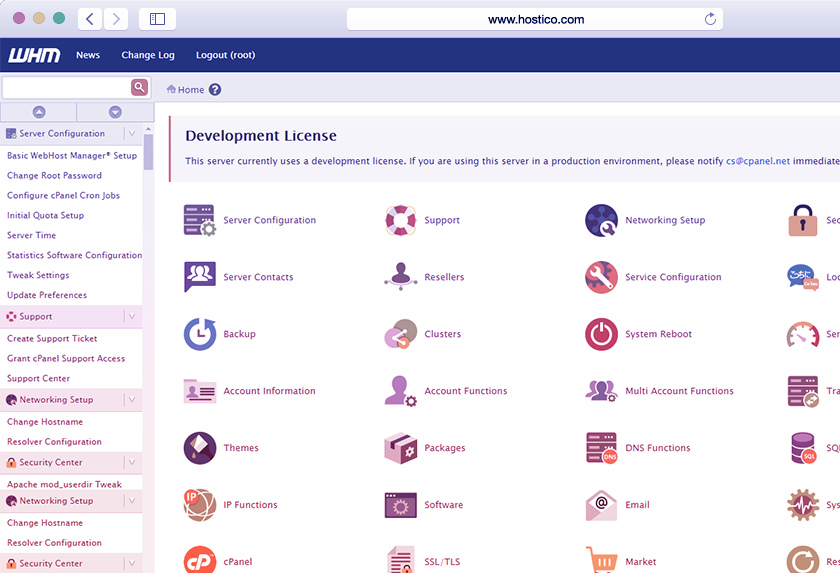 www.hostico.com
WHM News Change Log Logout (root)
Home ?
Server Configuration
Basic WebHost Manager® Setup
Change Root Password
Configure cPanel Cron Jobs
Initial Quota Setup
Server Time
Statistics Software Configuration
Tweak Settings
Update Preferences
Support
Create Support Ticket
Grant cPanel Support Access
Support Center
Networking Setup
Change Hostname
Resolver Configuration
Security Center
Apache mod_userdir Tweak
Networking Setup
Change Hostname
Resolver Configuration
Security Center
Development License
This server currently uses a development license. If you are using this server in a production environment, please notify cs@cpanel.net immediate
Server Configuration Support Networking Setup Sec
Server Contacts Resellers Service Configuration Loc
Backup Clusters System Reboot Ser
Account Information Account Functions Multi Account Functions Tra
Themes Packages DNS DNS Functions SQL SQL
IP IP Functions Software @ Email Sys
cP cPanel SSL/TLS Market Res